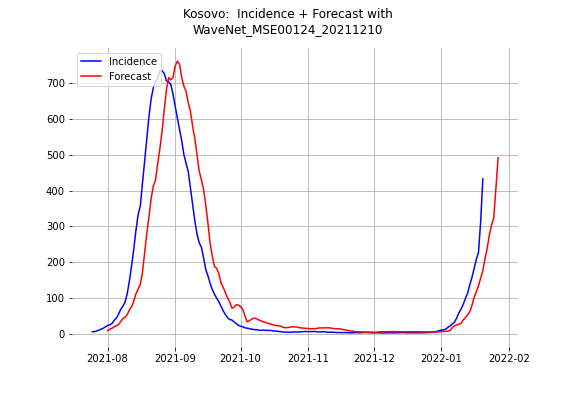 Kosovo:  Incidence + Forecast with
WaveNet_MSE00124_20211210
Incidence
Forecast
700
600
500
400
300
200
100
0
2021-08 2021-09 2021-10 2021-11 2021-12 2022-01 2022-02